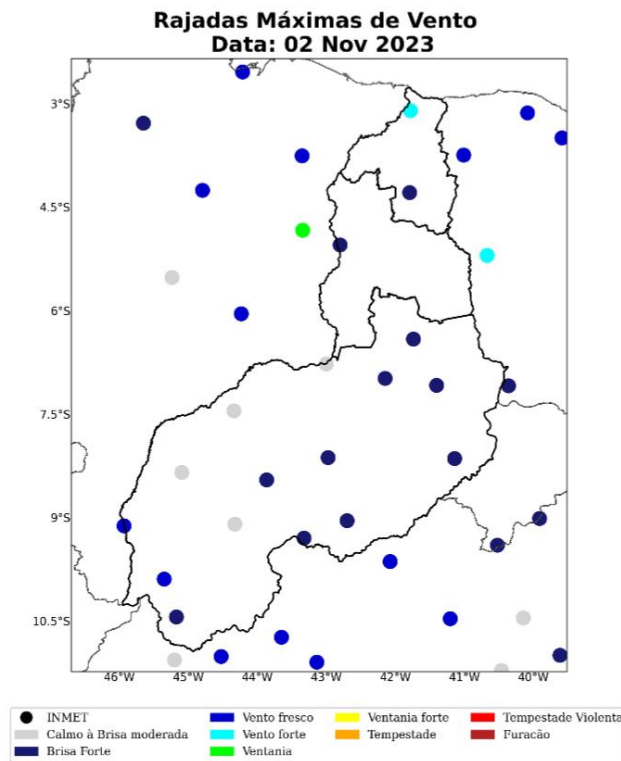 Rajadas Máximas de Vento
Data: 02 Nov 2023
3°S
4.5°S
6°S
7.5°S
9°S
10.5°S
46°W 45°W 44°W 43°W 42°W 41°W 40°W
INMET Vento fresco Ventania forte Tempestade Violenta
Calmo à Brisa moderada Vento forte Tempestade Furacão
Brisa Forte Ventania